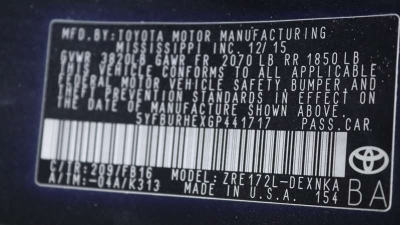 MFD.BY:TOYOTA MOTOR MANUFACTURING
MISSISSIPPI INC. 12/15
GVWR 3820LB GAWR FR 2070 LB RR 1850 LB
THIS VEHICLE CONFORMS TO ALL APPLICABLE
FEDERAL MOTOR VEHICLE SAFETY, BUMPER, AND
THEFT PREVENTION STANDARDS IN EFFECT ON
THE DATE OF MANUFACTURE SHOWN ABOVE.
5YFBURHEXGP441717 PASS.CAR
C/TR:209/FB16 MODEL:ZRE172L-DEXNKA
A/TM:-04A/K313 MADE IN U.S.A. 154
TOYOTA
BA